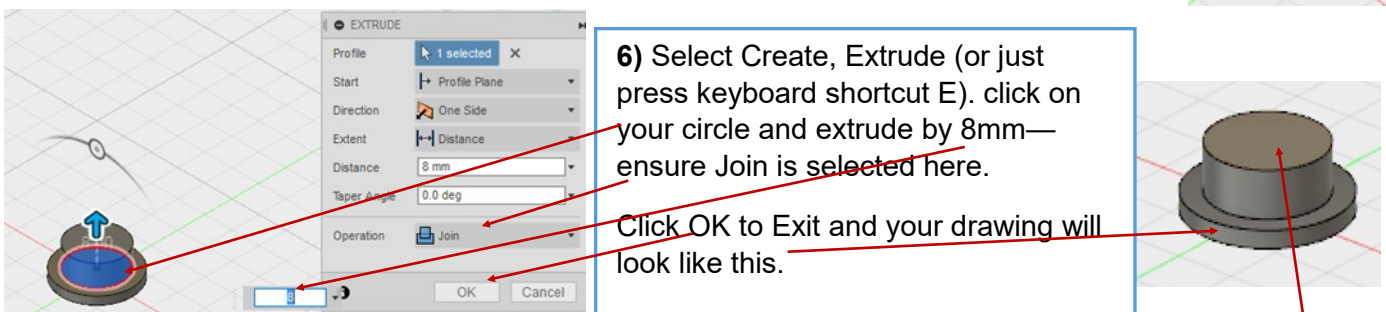 EXTRUDE
Profile 1 selected X
Start Profile Plane
Direction One Side
Extent Distance
Distance 8 mm
Taper Angle 0.0 deg
Operation Join
8
OK Cancel
6) Select Create, Extrude (or just
press keyboard shortcut E). click on
your circle and extrude by 8mm—
ensure Join is selected here.
Click OK to Exit and your drawing will
look like this.